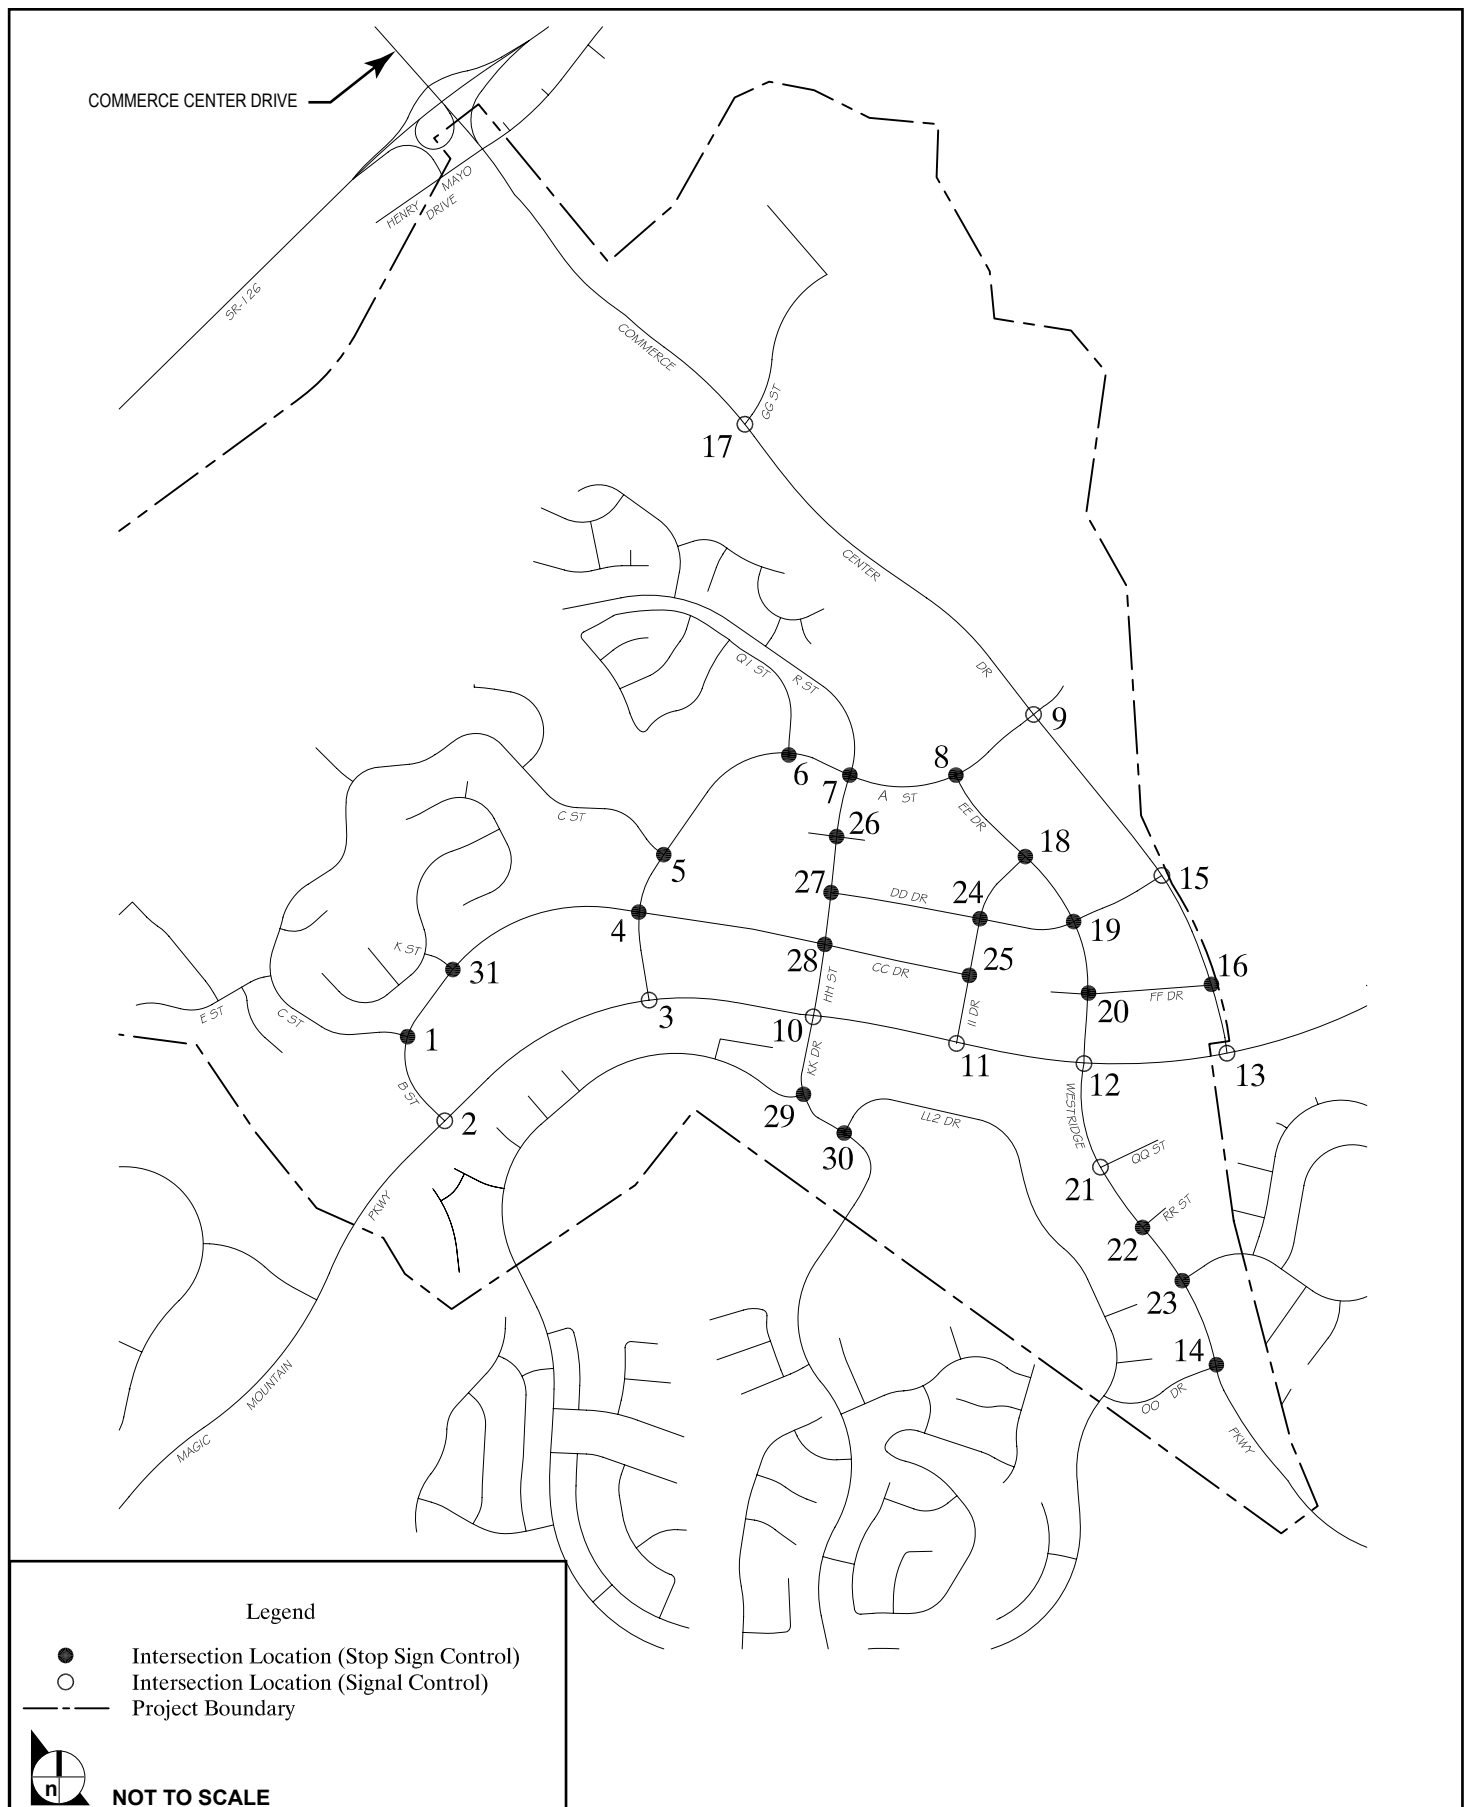 COMMERCE CENTER DRIVE
HENRY MAYO
DRIVE
SR-126
COMMERCE
GG ST
17
CENTER
DR
9
Q1 ST
R ST
6
7
8
A ST
EE DR
26
18
C ST
5
27
DD DR
24
15
4
19
K ST
31
28
CC DR
25
16
HH ST
II DR
20
FF DR
E ST
C ST
3
10
11
1
12
13
KK DR
B ST
2
29
30
LL2 DR
WESTRIDGE
QQ ST
21
RR ST
22
23
PKWY
14
OO DR
PKWY
MOUNTAIN
MAGIC
Legend
Intersection Location (Stop Sign Control)
Intersection Location (Signal Control)
Project Boundary
n
NOT TO SCALE